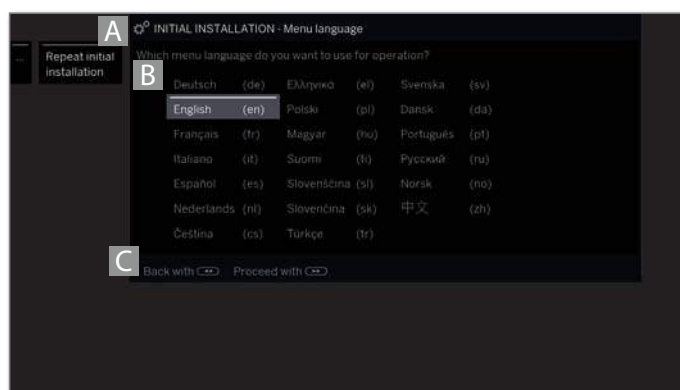 A
INITIAL INSTALLATION - Menu language
...
Repeat initial
installation
Which menu language do you want to use for operation?
B
Deutsch (de) Ελληνικά (el) Svenska (sv)
English (en) Polski (pl) Dansk (da)
Français (fr) Magyar (hu) Português (pt)
Italiano (it) Suomi (fi) Русский (ru)
Español (es) Slovenščina (sl) Norsk (no)
Nederlands (nl) Slovenčina (sk) 中文 (zh)
Čeština (cs) Türkçe (tr)
C
Back with Proceed with